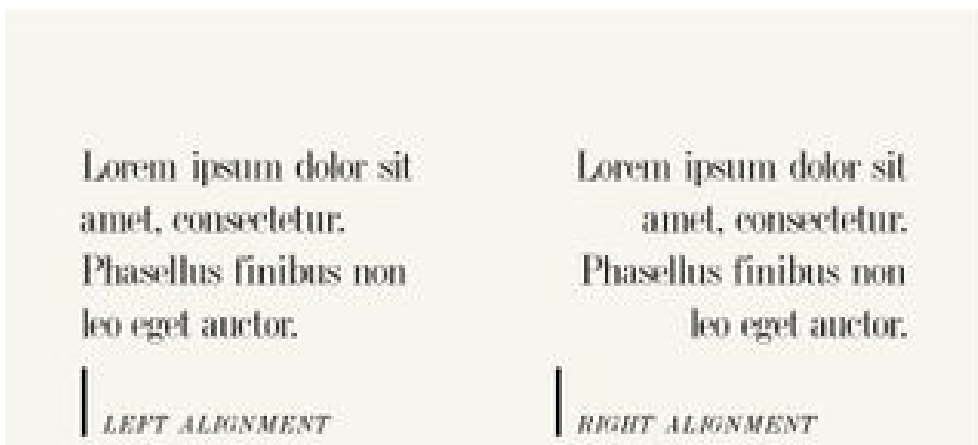 Lorem ipsum dolor sit
amet, consectetur.
Phasellus finibus non
leo eget auctor.
LEFT ALIGNMENT
Lorem ipsum dolor sit
amet, consectetur.
Phasellus finibus non
leo eget auctor.
RIGHT ALIGNMENT